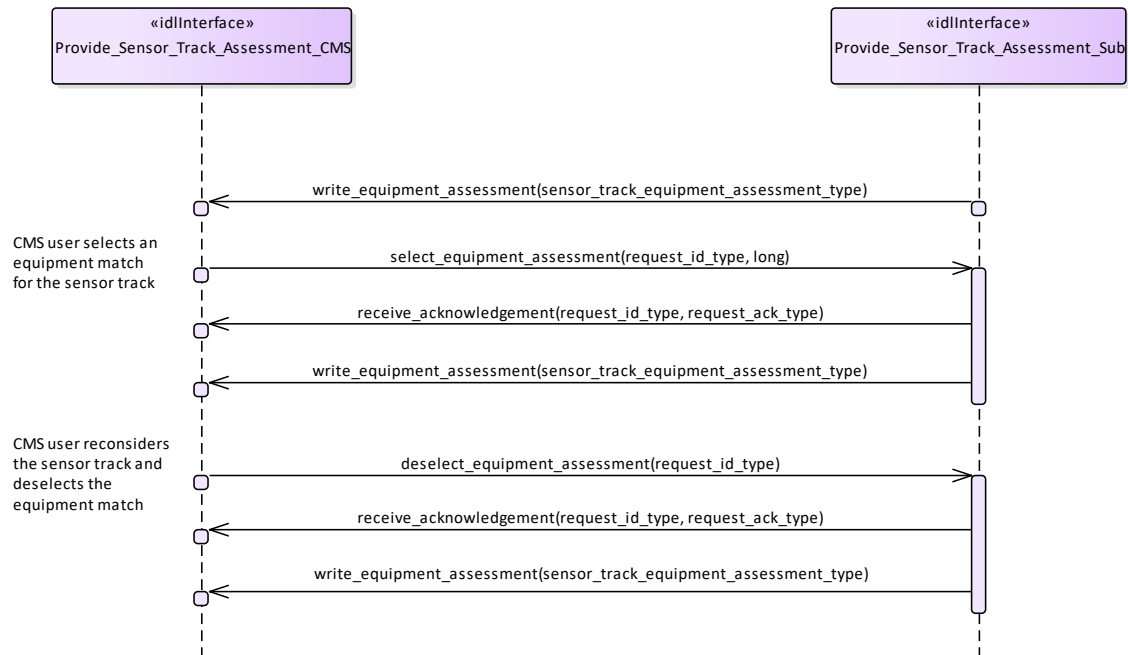 «idlInterface»
Provide_Sensor_Track_Assessment_CMS
«idlInterface»
Provide_Sensor_Track_Assessment_Sub
write_equipment_assessment(sensor_track_equipment_assessment_type)
CMS user selects an
equipment match
for the sensor track
select_equipment_assessment(request_id_type, long)
receive_acknowledgement(request_id_type, request_ack_type)
write_equipment_assessment(sensor_track_equipment_assessment_type)
CMS user reconsiders
the sensor track and
deselects the
equipment match
deselect_equipment_assessment(request_id_type)
receive_acknowledgement(request_id_type, request_ack_type)
write_equipment_assessment(sensor_track_equipment_assessment_type)